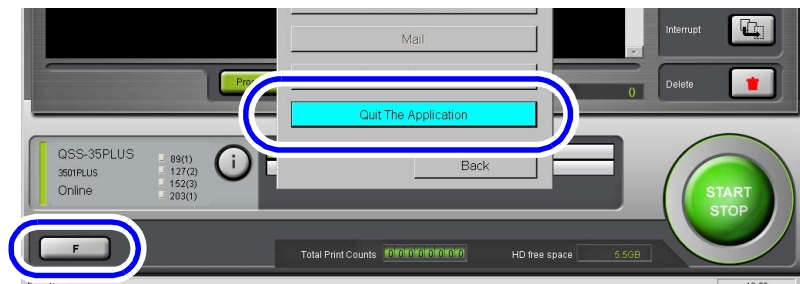 Mail
Interrupt
0
Delete
Quit The Application
QSS-35PLUS
3501PLUS
Online
89(1)
127(2)
152(3)
203(1)
i
Back
START
STOP
F
Total Print Counts 00000000
HD free space 5.5GB